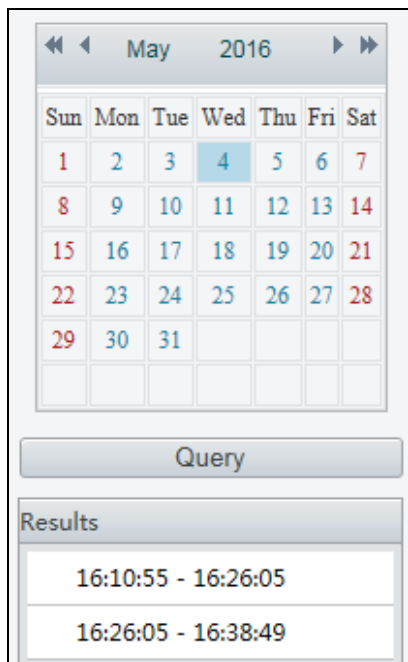 May 2016
Sun Mon Tue Wed Thu Fri Sat
1 2 3 4 5 6 7
8 9 10 11 12 13 14
15 16 17 18 19 20 21
22 23 24 25 26 27 28
29 30 31
Query
Results
16:10:55 - 16:26:05
16:26:05 - 16:38:49